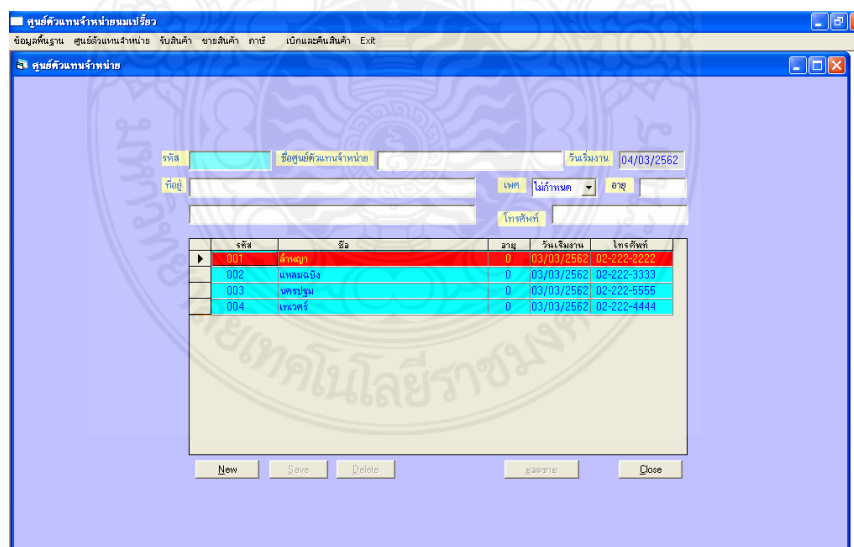 ศูนย์ตัวแทนจำหน่ายนมเปรี้ยว
ข้อมูลพื้นฐาน ศูนย์ตัวแทนจำหน่าย รับสินค้า ขายสินค้า ภาษี เบิกและคืนสินค้า Exit
ศูนย์ตัวแทนจำหน่าย
รหัส ชื่อศูนย์ตัวแทนจำหน่าย วันเริ่มงาน 04/03/2562
ที่อยู่ เพศ ไม่กำหนด อายุ
โทรศัพท์
รหัส ชื่อ อายุ วันเริ่มงาน โทรศัพท์
001 ลำพญา 0 03/03/2562 02-222-2222
002 แหลมฉบัง 0 03/03/2562 02-222-3333
003 นครปฐม 0 03/03/2562 02-222-5555
004 เทเวศร์ 0 03/03/2562 02-222-4444
New Save Delete ยอดขาย Close